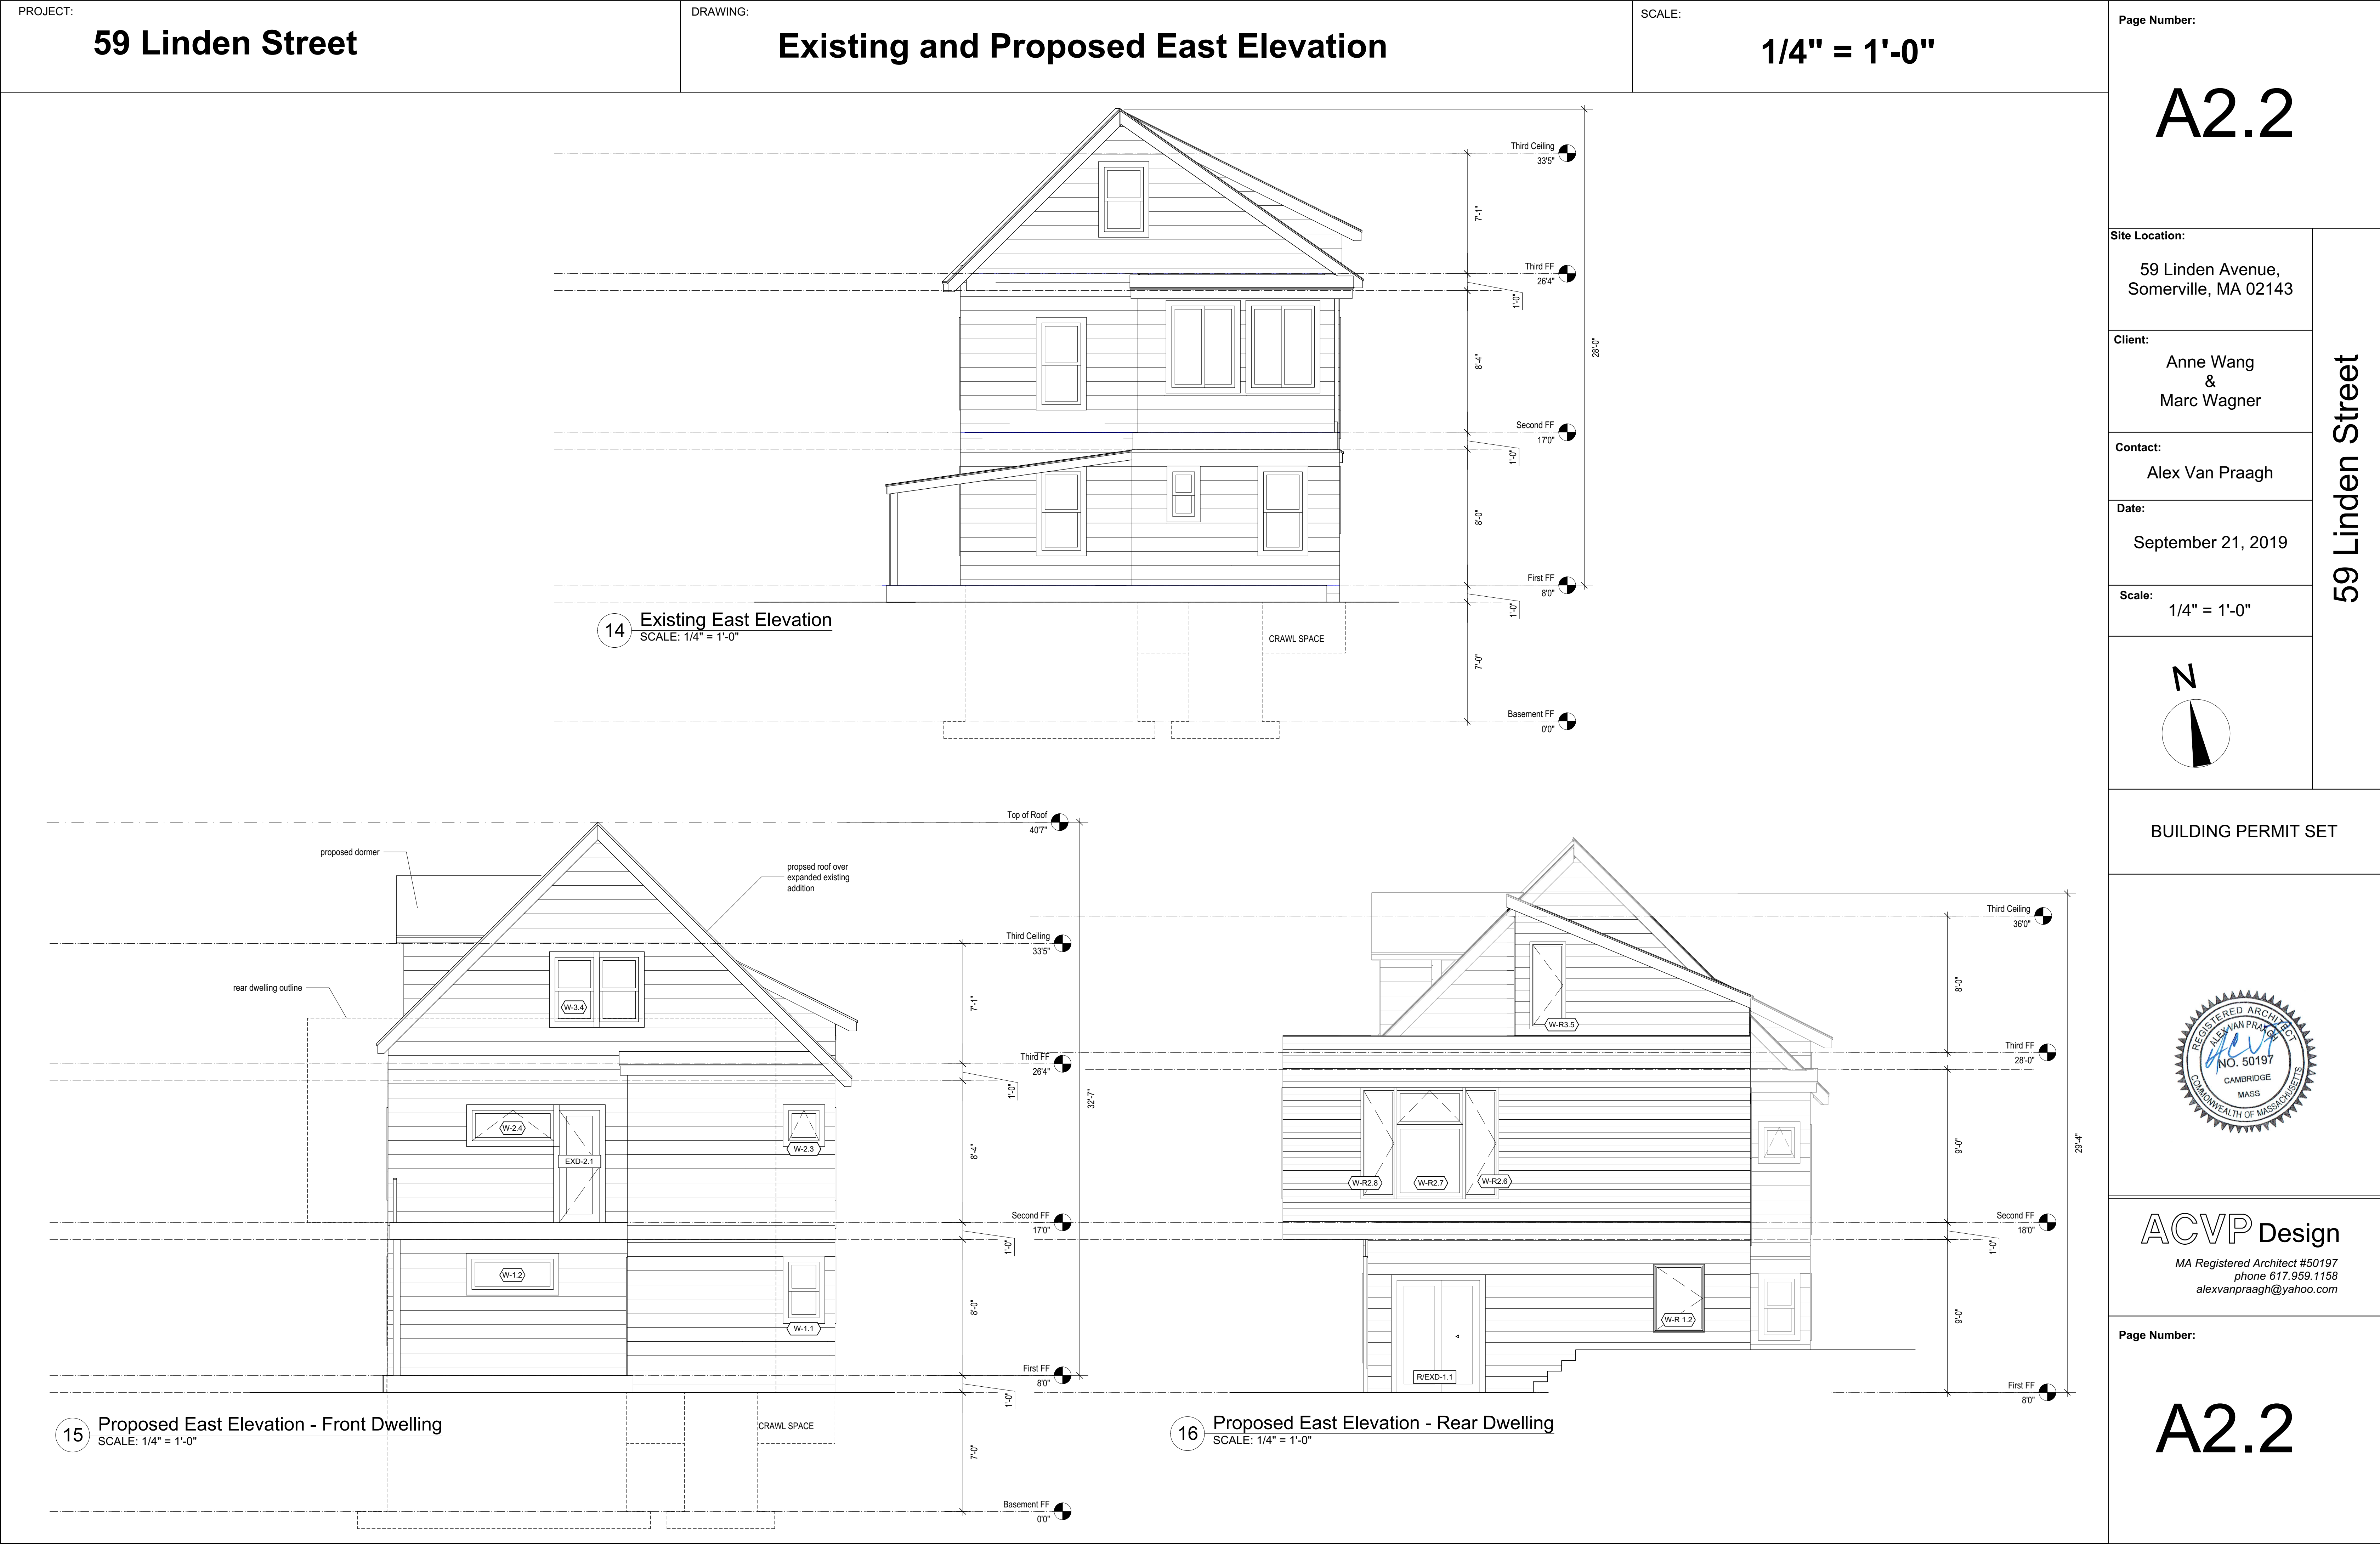 PROJECT:
59 Linden Street
DRAWING:
Existing and Proposed East Elevation
SCALE:
1/4" = 1'-0"
Page Number:
A2.2
Site Location:
59 Linden Avenue,
Somerville, MA 02143
Client:
Anne Wang
&
Marc Wagner
Contact:
Alex Van Praagh
Date:
September 21, 2019
Scale:
1/4" = 1'-0"
59 Linden Street
N
BUILDING PERMIT SET
REGISTERED ARCHITECT
ALEX VAN PRAAGH
NO. 50197
CAMBRIDGE
MASS
COMMONWEALTH OF MASSACHUSETTS
ACVP Design
MA Registered Architect #50197
phone 617.959.1158
alexvanpraagh@yahoo.com
Page Number:
A2.2
Third Ceiling
33'5"
7'-1"
Third FF
26'4"
1'-0"
28'-0"
8'-4"
Second FF
17'0"
1'-0"
8'-0"
First FF
8'0"
1'-0"
14
Existing East Elevation
SCALE: 1/4" = 1'-0"
CRAWL SPACE
7'-0"
Basement FF
0'0"
Top of Roof
40'7"
proposed dormer
propsed roof over
expanded existing
addition
Third Ceiling
33'5"
rear dwelling outline
W-3.4
7'-1"
Third FF
26'4"
1'-0"
32'-7"
W-2.4
W-2.3
EXD-2.1
8'-4"
Second FF
17'0"
1'-0"
W-1.2
8'-0"
W-1.1
First FF
8'0"
1'-0"
15
Proposed East Elevation - Front Dwelling
SCALE: 1/4" = 1'-0"
CRAWL SPACE
7'-0"
Basement FF
0'0"
Third Ceiling
36'0"
8'-0"
W-R3.5
Third FF
28'-0"
9'-0"
29'-4"
W-R2.8
W-R2.7
W-R2.6
Second FF
18'0"
1'-0"
9'-0"
W-R 1.2
R/EXD-1.1
First FF
8'0"
16
Proposed East Elevation - Rear Dwelling
SCALE: 1/4" = 1'-0"